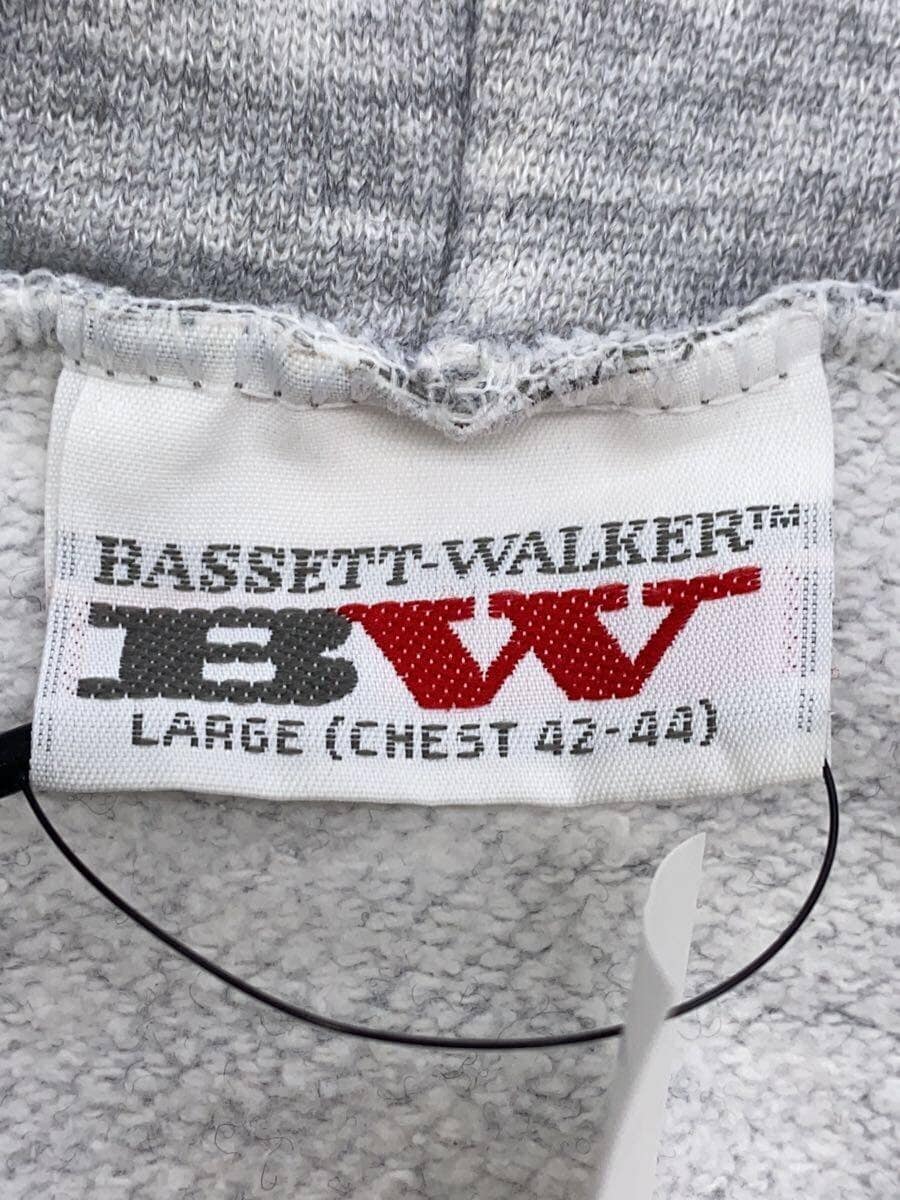 BASSETT-WALKER™
BW
LARGE (CHEST 42-44)